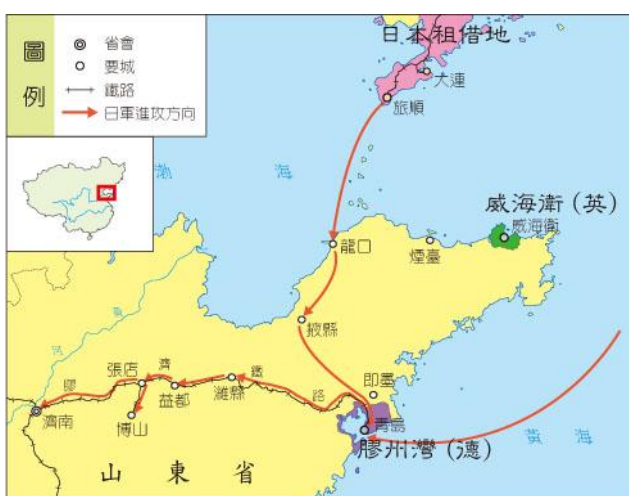 圖例
省會
要城
鐵路
日軍進攻方向
日本租借地
大連
旅順
渤海
威海衛(英)
威海衛
龍口
煙臺
掖縣
黃河
膠濟鐵路
張店
益都
濰縣
即墨
濟南
博山
青島
膠州灣(德)
黃海
山東省